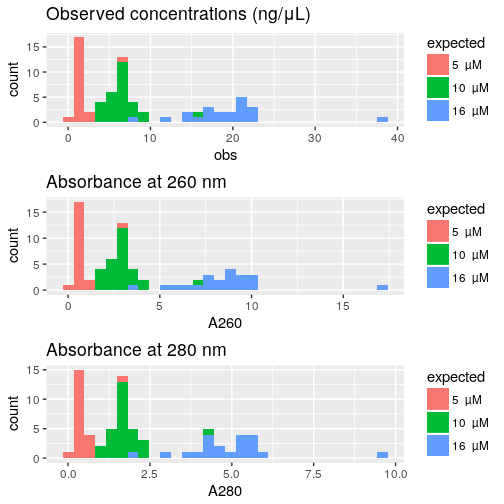 Observed concentrations (ng/µL)
count
15
10
5
0
0
10
20
30
40
obs
expected
5 µM
10 µM
16 µM
Absorbance at 260 nm
count
15
10
5
0
0
5
10
15
A260
expected
5 µM
10 µM
16 µM
Absorbance at 280 nm
count
15
10
5
0
0.0
2.5
5.0
7.5
10.0
A280
expected
5 µM
10 µM
16 µM